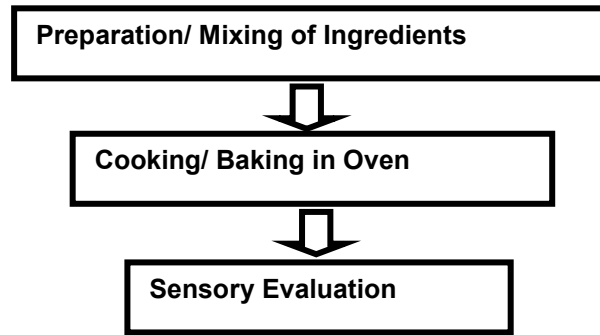 Preparation/ Mixing of Ingredients
Cooking/ Baking in Oven
Sensory Evaluation